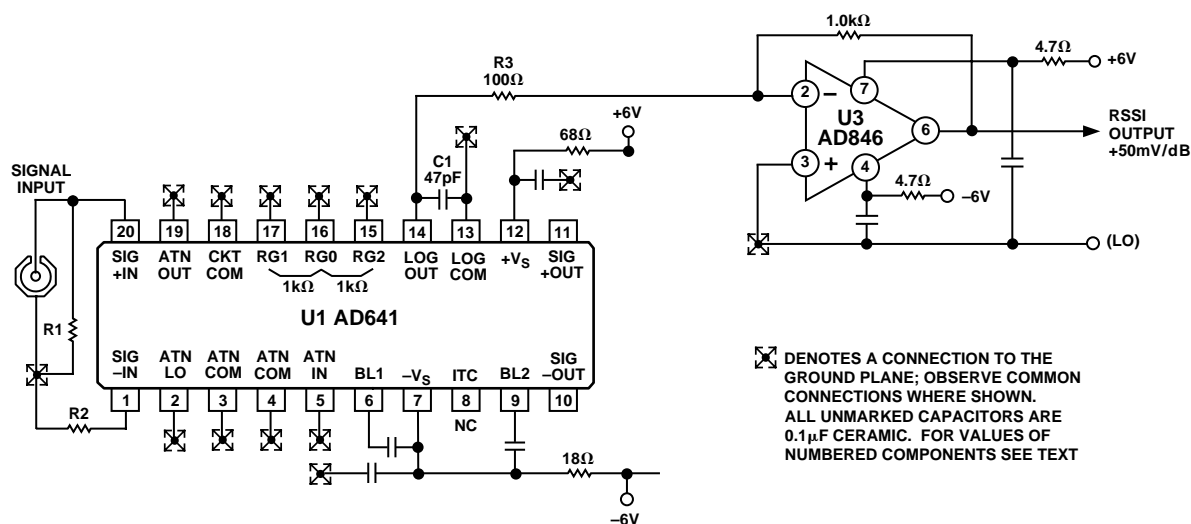 1.0kΩ
4.7Ω
+6V
R3
100Ω
2
–
7
U3
AD846
6
RSSI
OUTPUT
+50mV/dB
3
+
4
4.7Ω
–6V
(LO)
+6V
68Ω
C1
47pF
SIGNAL
INPUT
20 19 18 17 16 15 14 13 12 11
SIG
+IN
ATN
OUT
CKT
COM
RG1 RG0 RG2
LOG
OUT
LOG
COM
+VS
SIG
+OUT
1kΩ 1kΩ
R1
U1 AD641
SIG
–IN
ATN
LO
ATN
COM
ATN
COM
ATN
IN
BL1
–VS
ITC
BL2
SIG
–OUT
1 2 3 4 5 6 7 8 9 10
NC
R2
18Ω
–6V
DENOTES A CONNECTION TO THE
GROUND PLANE; OBSERVE COMMON
CONNECTIONS WHERE SHOWN.
ALL UNMARKED CAPACITORS ARE
0.1μF CERAMIC. FOR VALUES OF
NUMBERED COMPONENTS SEE TEXT